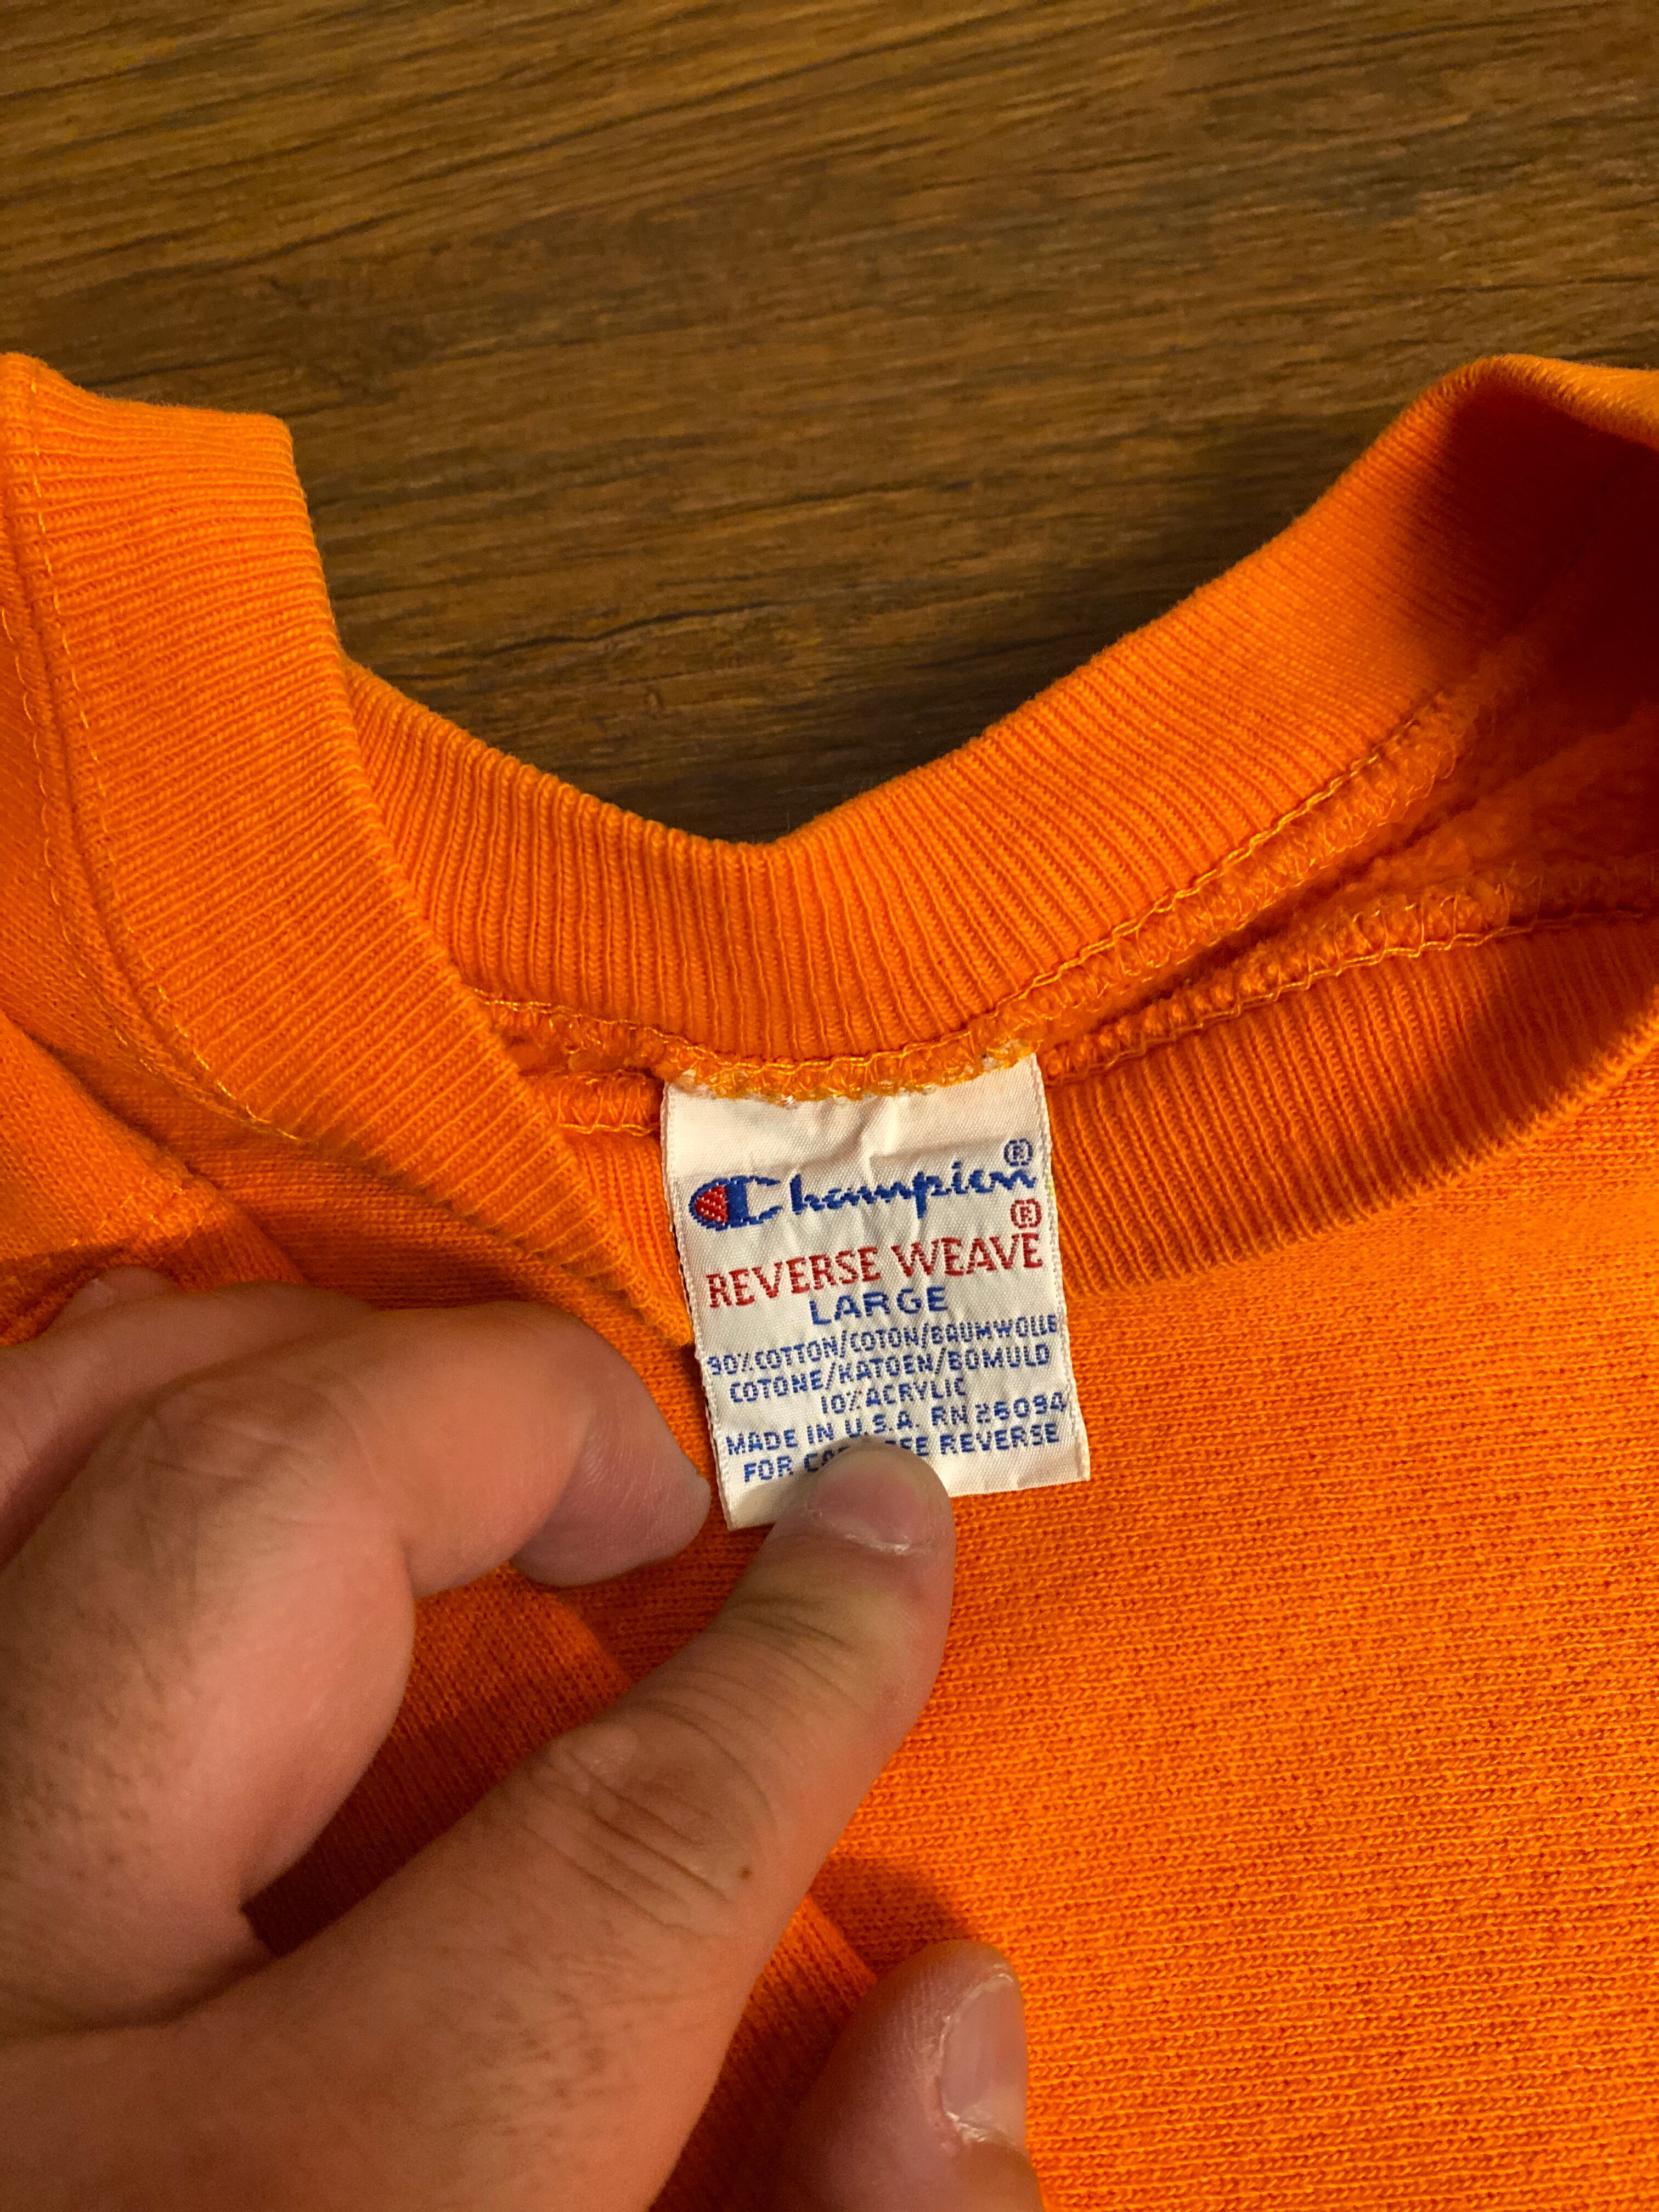 Champion®
®
REVERSE WEAVE
LARGE
90% COTTON/COTON/BAUMWOLLE
COTONE/KATOEN/BOMULD
10% ACRYLIC
MADE IN U.S.A. RN 26094
FOR REVERSE